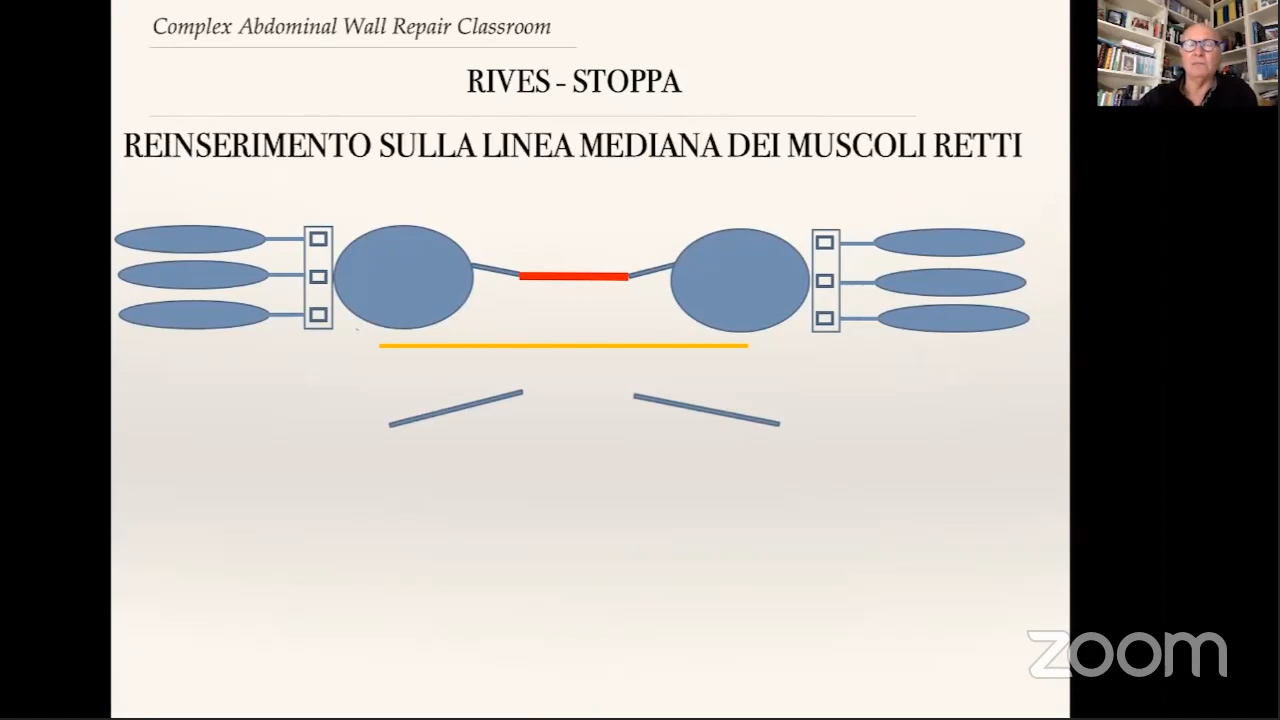 Complex Abdominal Wall Repair Classroom
RIVES - STOPPA
REINSERIMENTO SULLA LINEA MEDIANA DEI MUSCOLI RETTI
zoom